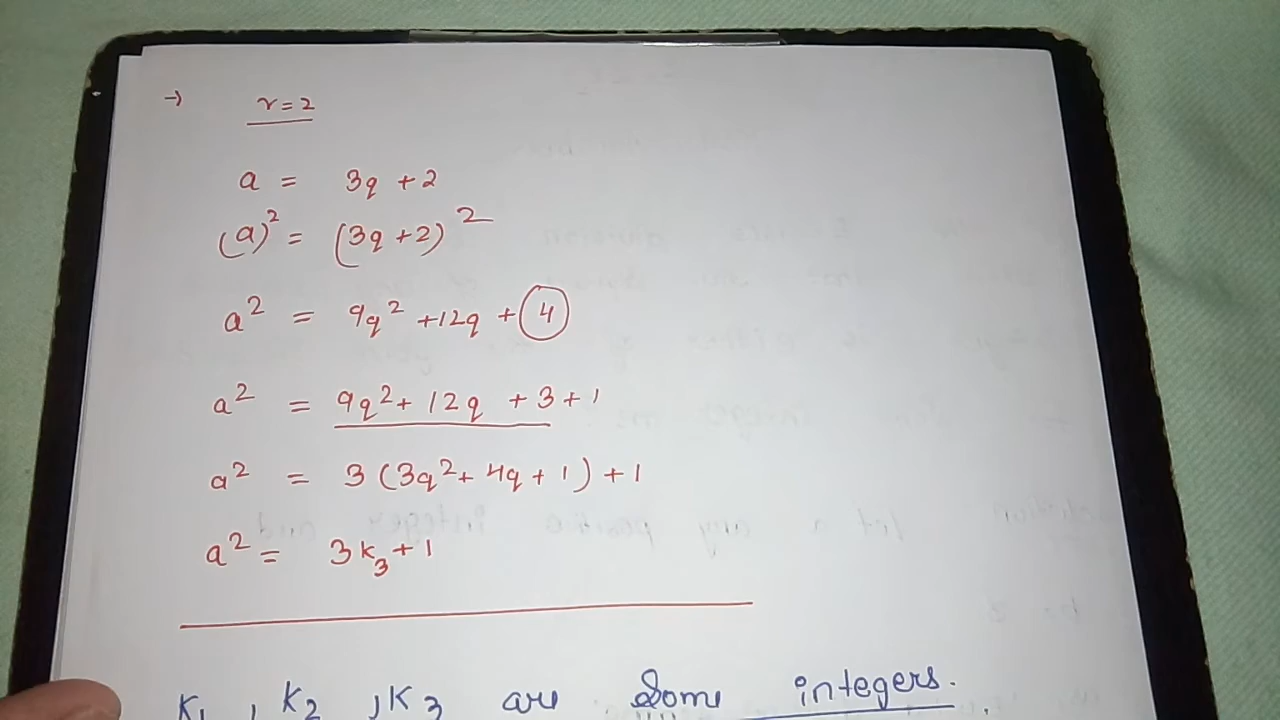 → r = 2
a = 3q + 2
(a)² = (3q + 2)²
a² = 9q² + 12q + 4
a² = 9q² + 12q + 3 + 1
a² = 3 (3q² + 4q + 1) + 1
a² = 3k₃ + 1
K₁, K₂, K₃ are Some integers.